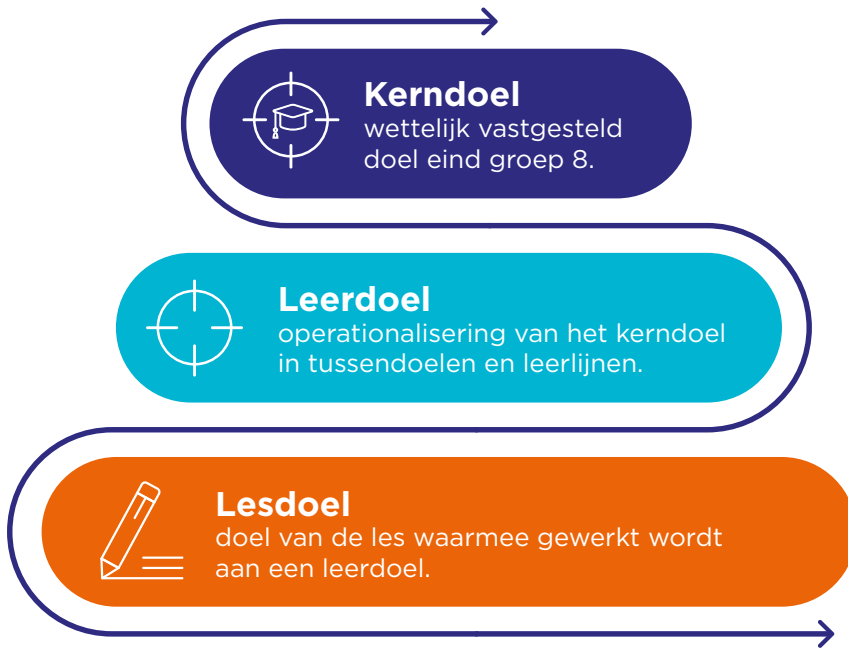 Kerndoel
wettelijk vastgesteld
doel eind groep 8.
Leerdoel
operationalisering van het kerndoel
in tussendoelen en leerlijnen.
Lesdoel
doel van de les waarmee gewerkt wordt
aan een leerdoel.